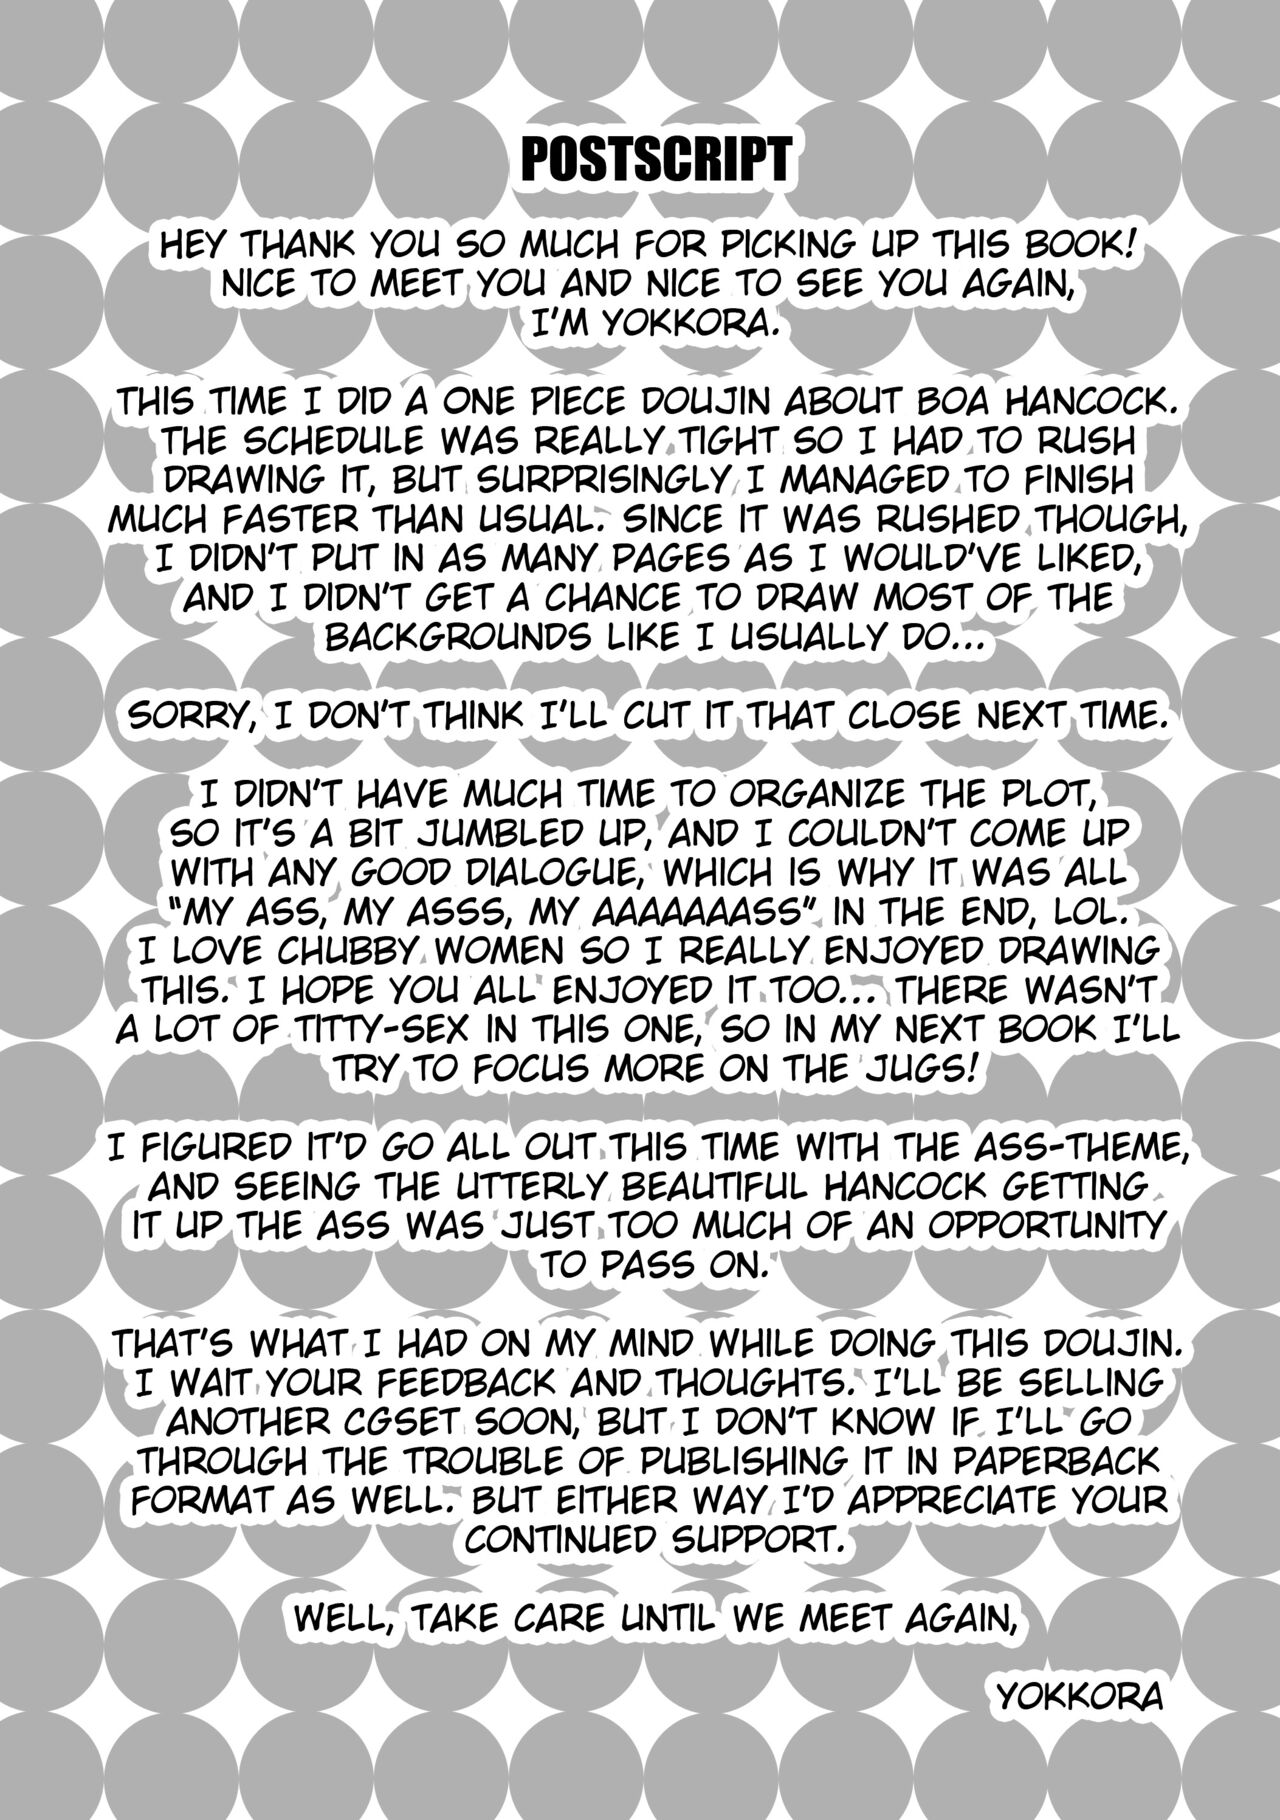 POSTSCRIPT
HEY THANK YOU SO MUCH FOR PICKING UP THIS BOOK!
NICE TO MEET YOU AND NICE TO SEE YOU AGAIN,
I'M YOKKORA.
THIS TIME I DID A ONE PIECE DOUJIN ABOUT BOA HANCOCK.
THE SCHEDULE WAS REALLY TIGHT SO I HAD TO RUSH
DRAWING IT, BUT SURPRISINGLY I MANAGED TO FINISH
MUCH FASTER THAN USUAL. SINCE IT WAS RUSHED THOUGH,
I DIDN'T PUT IN AS MANY PAGES AS I WOULD'VE LIKED,
AND I DIDN'T GET A CHANCE TO DRAW MOST OF THE
BACKGROUNDS LIKE I USUALLY DO...
SORRY, I DON'T THINK I'LL CUT IT THAT CLOSE NEXT TIME.
I DIDN'T HAVE MUCH TIME TO ORGANIZE THE PLOT,
SO IT'S A BIT JUMBLED UP, AND I COULDN'T COME UP
WITH ANY GOOD DIALOGUE, WHICH IS WHY IT WAS ALL
"MY ASS, MY ASSS, MY AAAAAAASS" IN THE END, LOL.
I LOVE CHUBBY WOMEN SO I REALLY ENJOYED DRAWING
THIS. I HOPE YOU ALL ENJOYED IT TOO... THERE WASN'T
A LOT OF TITTY-SEX IN THIS ONE, SO IN MY NEXT BOOK I'LL
TRY TO FOCUS MORE ON THE JUGS!
I FIGURED IT'D GO ALL OUT THIS TIME WITH THE ASS-THEME,
AND SEEING THE UTTERLY BEAUTIFUL HANCOCK GETTING
IT UP THE ASS WAS JUST TOO MUCH OF AN OPPORTUNITY
TO PASS ON.
THAT'S WHAT I HAD ON MY MIND WHILE DOING THIS DOUJIN.
I WAIT YOUR FEEDBACK AND THOUGHTS. I'LL BE SELLING
ANOTHER CGSET SOON, BUT I DON'T KNOW IF I'LL GO
THROUGH THE TROUBLE OF PUBLISHING IT IN PAPERBACK
FORMAT AS WELL. BUT EITHER WAY I'D APPRECIATE YOUR
CONTINUED SUPPORT.
WELL, TAKE CARE UNTIL WE MEET AGAIN,
YOKKORA